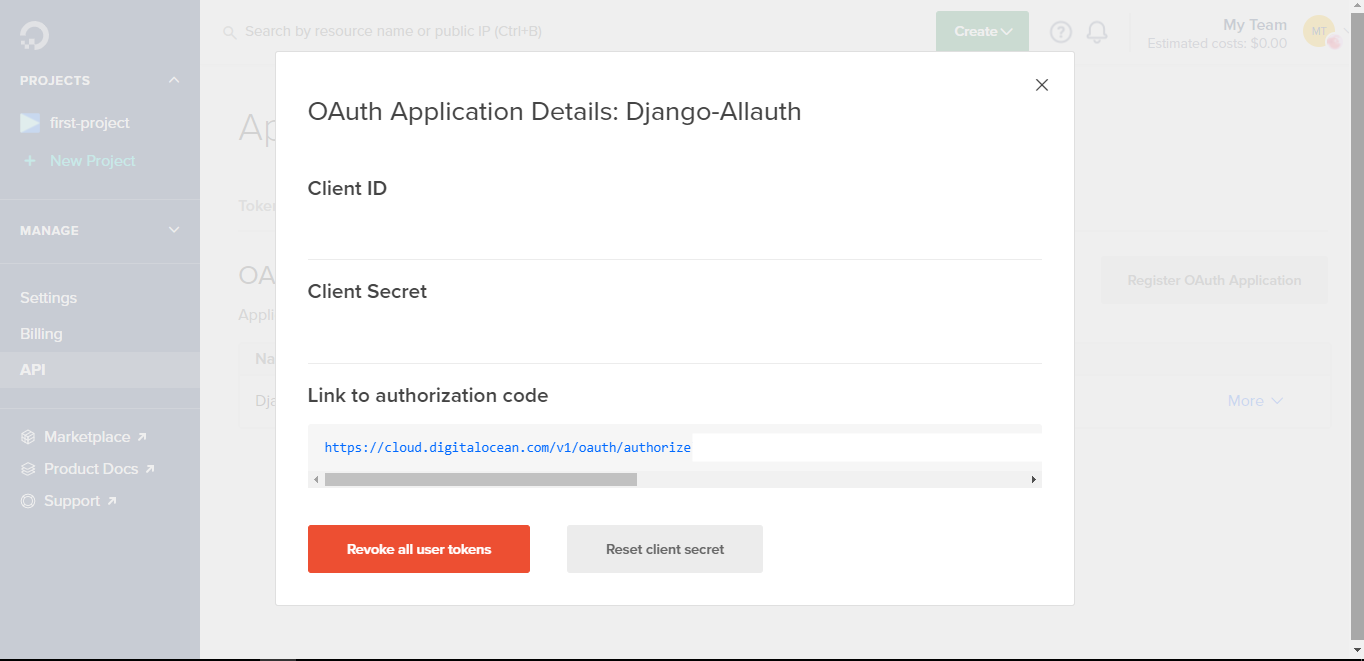 Search by resource name or public IP (Ctrl+B)
Create
?
My Team
Estimated costs: $0.00
MT
PROJECTS
first-project
+ New Project
MANAGE
Settings
Billing
API
Marketplace
Product Docs
Support
Ap
Token
OA
Appli
Register OAuth Application
Na
Dja
More
OAuth Application Details: Django-Allauth
Client ID
Client Secret
Link to authorization code
https://cloud.digitalocean.com/v1/oauth/authorize
Revoke all user tokens
Reset client secret